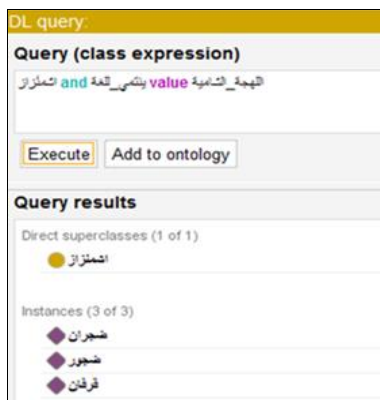 DL query:
Query (class expression)
اشمئزاز and ينتمي_للغة value اللهجة_الشامية
Execute Add to ontology
Query results
Direct superclasses (1 of 1)
اشمئزاز
Instances (3 of 3)
ضجران
ضجور
قرفان